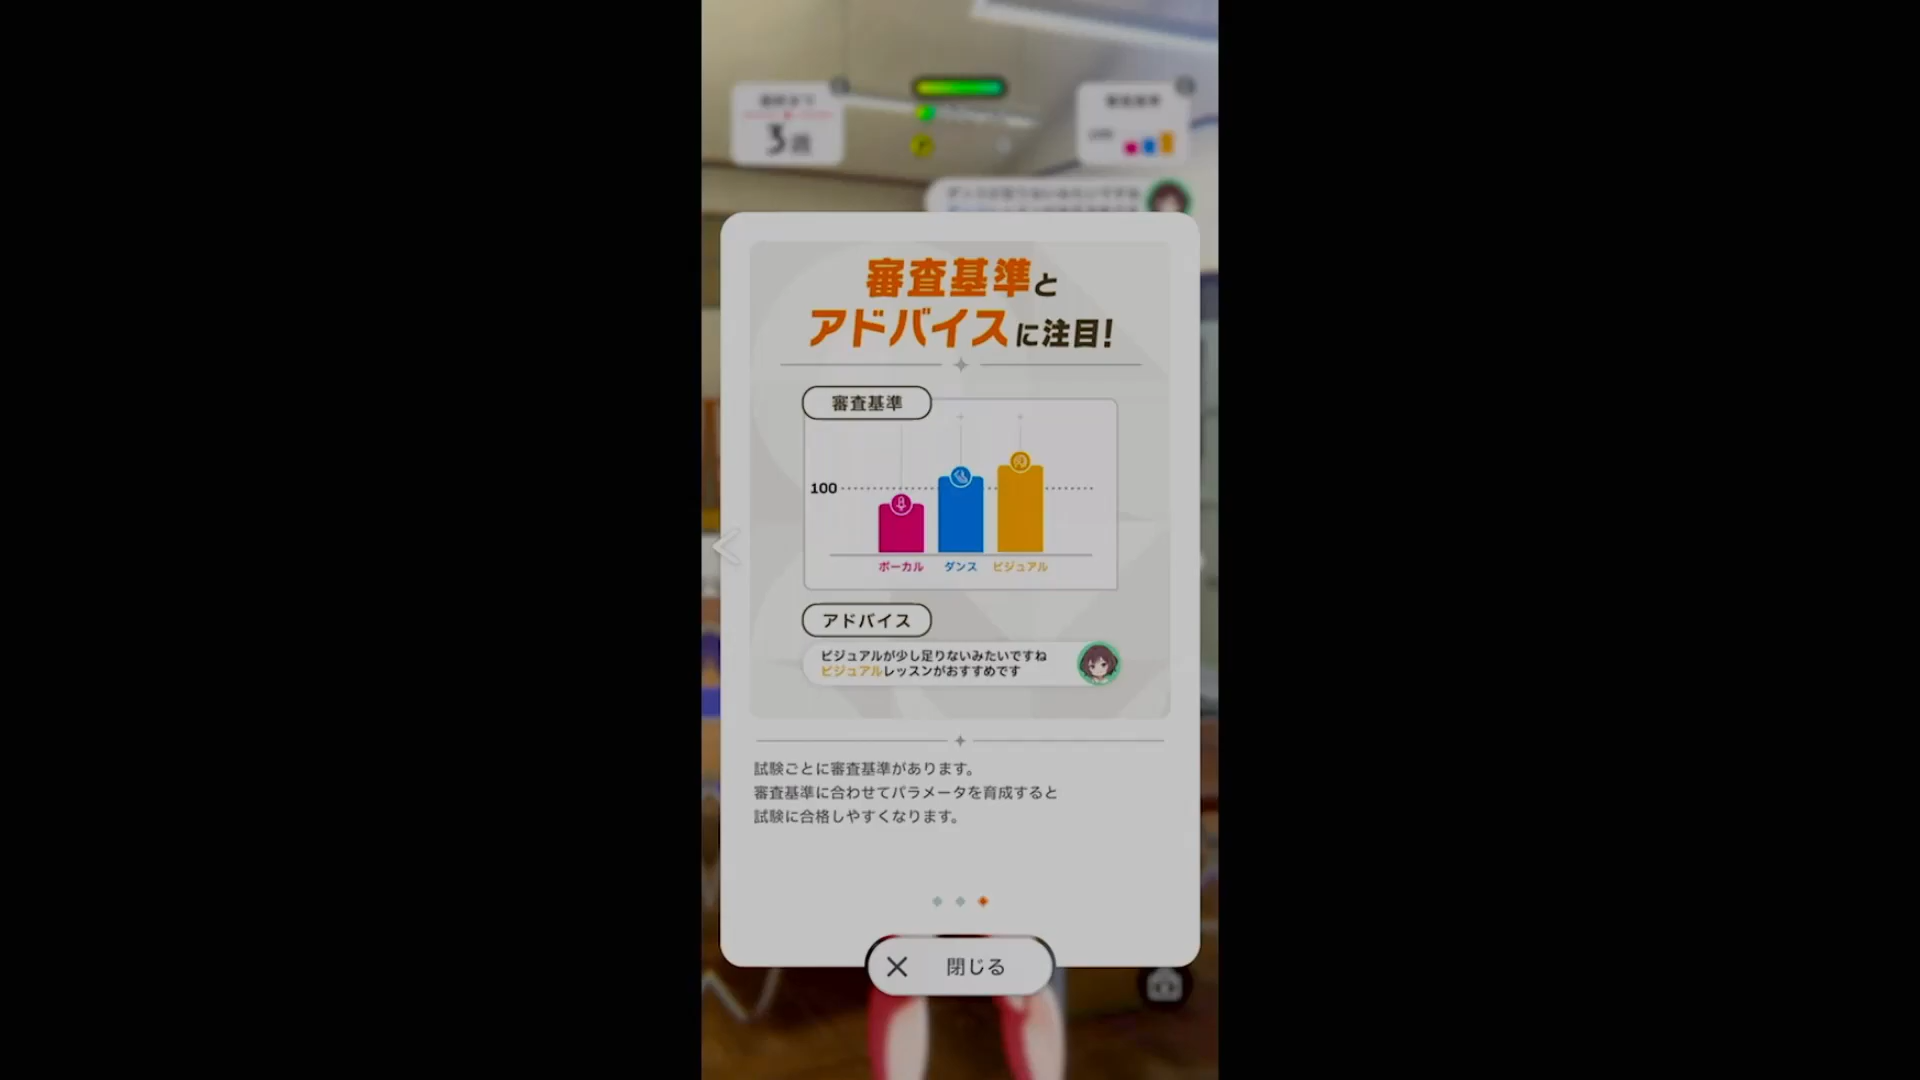 3週
審査基準と
アドバイスに注目!
審査基準
100
ボーカル ダンス ビジュアル
アドバイス
ビジュアルが少し足りないみたいですね
ビジュアルレッスンがおすすめです
試験ごとに審査基準があります。
審査基準に合わせてパラメータを育成すると
試験に合格しやすくなります。
閉じる